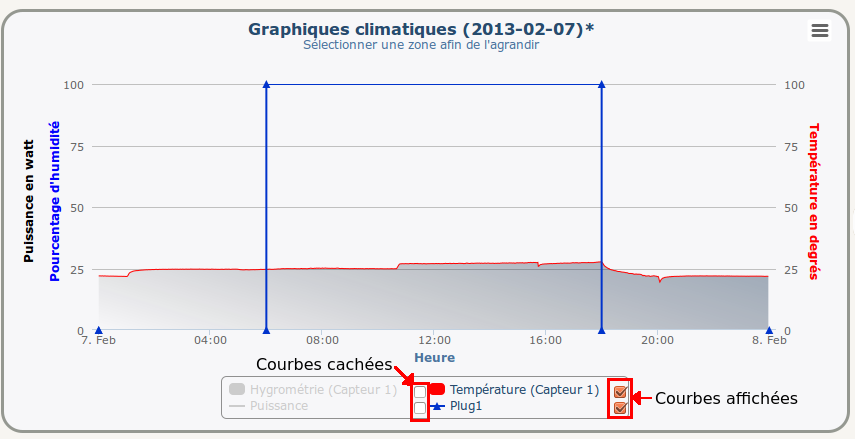 Graphiques climatiques (2013-02-07)*
Sélectionner une zone afin de l'agrandir
Puissance en watt
Pourcentage d'humidité
Température en degrés
100
75
50
25
0
100
75
50
25
0
7. Feb
04:00
08:00
12:00
16:00
20:00
8. Feb
Heure
Courbes cachées
Hygrométrie (Capteur 1)
Température (Capteur 1)
Puissance
Plug1
Courbes affichées